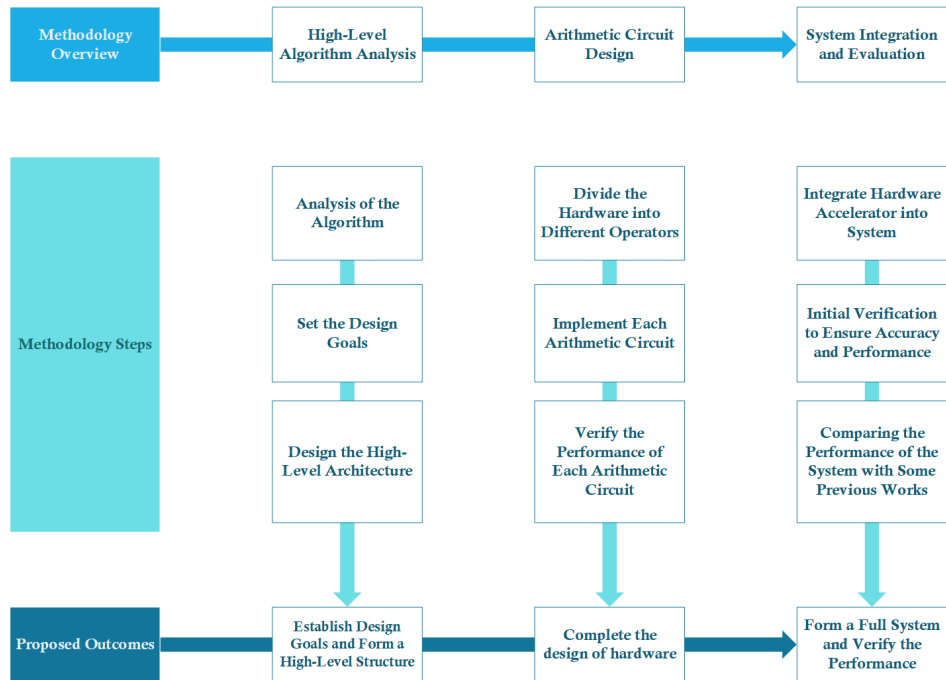 Methodology
Overview
High-Level
Algorithm Analysis
Arithmetic Circuit
Design
System Integration
and Evaluation
Methodology Steps
Analysis of the
Algorithm
Divide the
Hardware into
Different Operators
Integrate Hardware
Accelerator into
System
Set the Design
Goals
Implement Each
Arithmetic Circuit
Initial Verification
to Ensure Accuracy
and Performance
Design the High-
Level Architecture
Verify the
Performance of
Each Arithmetic
Circuit
Comparing the
Performance of the
System with Some
Previous Works
Proposed Outcomes
Establish Design
Goals and Form a
High-Level Structure
Complete the
design of hardware
Form a Full System
and Verify the
Performance